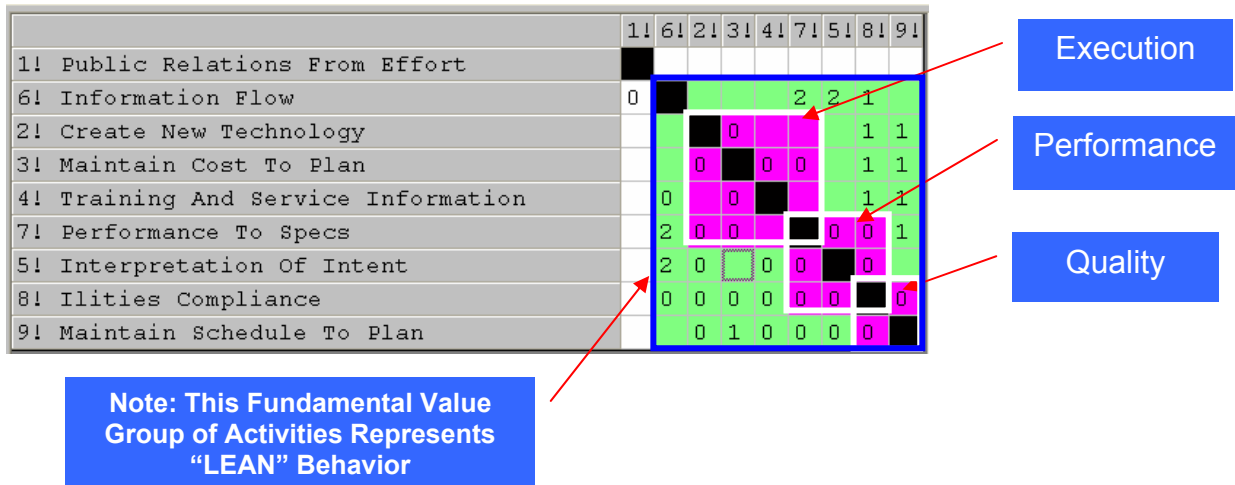 1! 6! 2! 3! 4! 7! 5! 8! 9!
1! Public Relations From Effort
6! Information Flow 0 2 2 1
2! Create New Technology 0 1 1
3! Maintain Cost To Plan 0 0 0 1 1
4! Training And Service Information 0 0 1 1
7! Performance To Specs 2 0 0 0 0 1
5! Interpretation Of Intent 2 0 0 0 0
8! Ilities Compliance 0 0 0 0 0 0 0
9! Maintain Schedule To Plan 0 1 0 0 0 0
Execution
Performance
Quality
Note: This Fundamental Value
Group of Activities Represents
“LEAN” Behavior